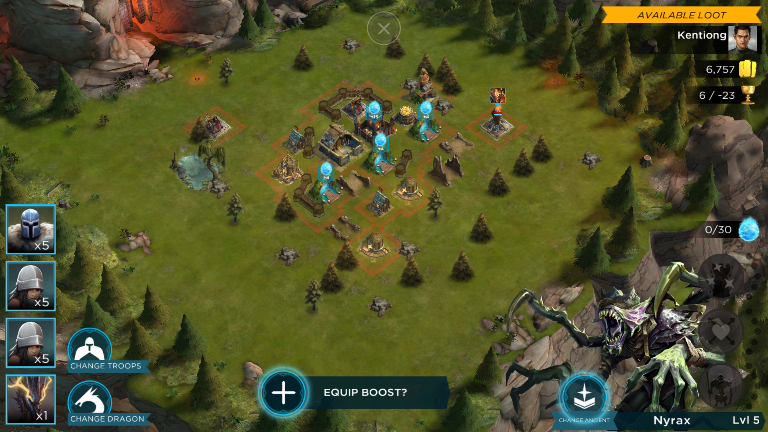 AVAILABLE LOOT
Kentiong
6,757
6 / -23
0/30
x5
x5
x5
x1
CHANGE TROOPS
CHANGE DRAGON
EQUIP BOOST?
CHANGE ANCIENT
Nyrax
Lvl 5